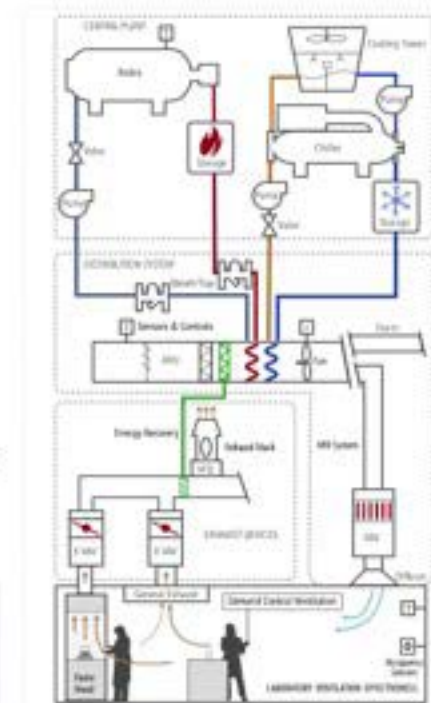 CENTRAL PLANT
Boiler
Cooling Tower
Pump
Valve
Storage
Chiller
Pump
Pump
Valve
Storage
DISTRIBUTION SYSTEM
Steam Trap
Sensors & Controls
AHU
Fan
Energy Recovery
Exhaust Stack
EXHAUST DEVICES
General Exhaust
Demand Control Ventilation
Diffuser
Fume
Hood
Occupancy
Sensors
LABORATORY VENTILATION EFFECTIVENESS